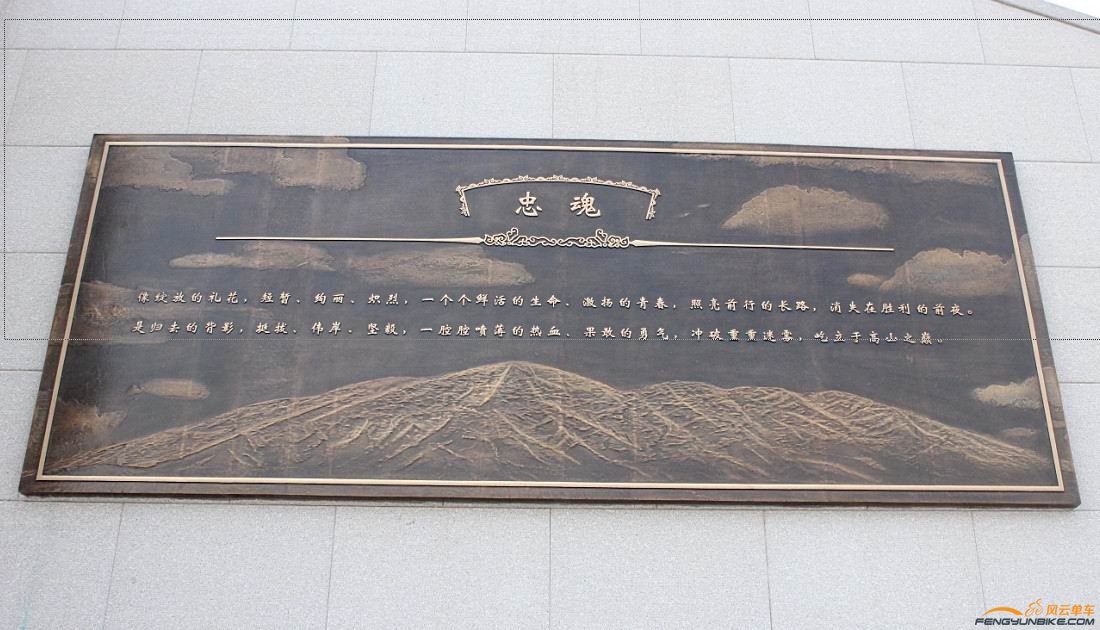 忠魂
像绽放的礼花，短暂、绚丽、炽烈，一个个鲜活的生命、激扬的青春，照亮前行的长路，消失在胜利的前夜。
是归去的背影，挺拔、伟岸、坚毅，一腔腔喷薄的热血、果敢的勇气，冲破重重迷雾，屹立于高山之巅。
风云单车
FENGYUNBIKE.COM